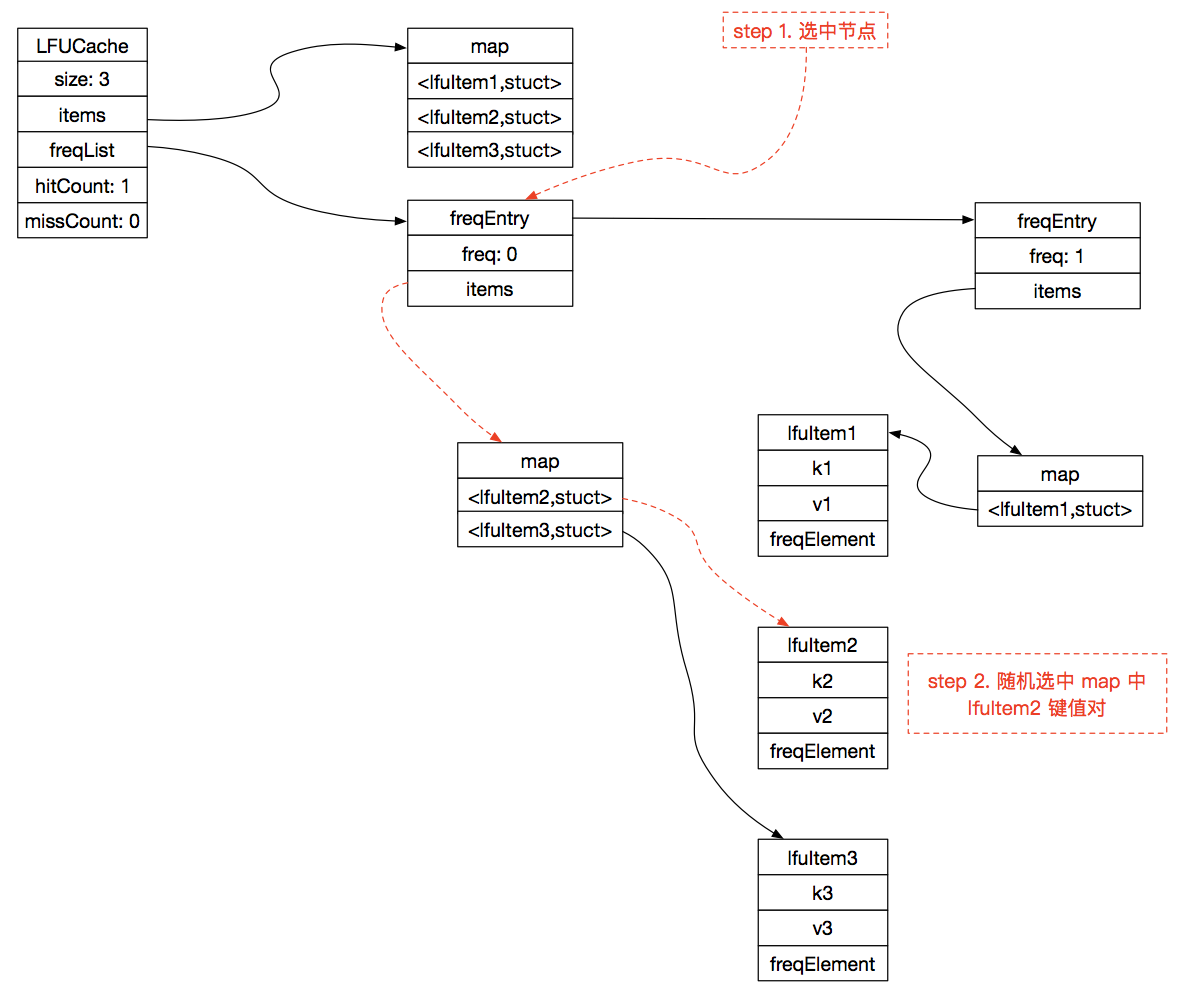 LFUCache
size: 3
items
freqList
hitCount: 1
missCount: 0
map
<lfuItem1,stuct>
<lfuItem2,stuct>
<lfuItem3,stuct>
step 1. 选中节点
freqEntry
freq: 0
items
freqEntry
freq: 1
items
map
<lfuItem2,stuct>
<lfuItem3,stuct>
lfuItem1
k1
v1
freqElement
map
<lfuItem1,stuct>
lfuItem2
k2
v2
freqElement
step 2. 随机选中 map 中
lfuItem2 键值对
lfuItem3
k3
v3
freqElement